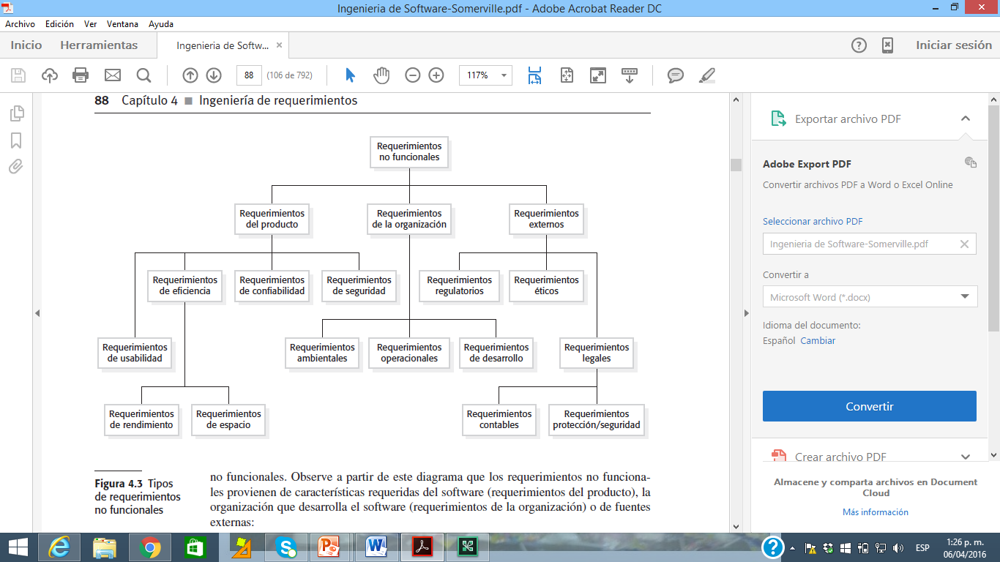 Ingenieria de Software-Somerville.pdf - Adobe Acrobat Reader DC
Archivo Edición Ver Ventana Ayuda
Inicio Herramientas Ingenieria de Softw... Iniciar sesión
88 (106 de 792) 117%
88 Capítulo 4 ■ Ingeniería de requerimientos
Requerimientos
no funcionales
Requerimientos
del producto
Requerimientos
de la organización
Requerimientos
externos
Requerimientos
de eficiencia
Requerimientos
de confiabilidad
Requerimientos
de seguridad
Requerimientos
regulatorios
Requerimientos
éticos
Requerimientos
de usabilidad
Requerimientos
ambientales
Requerimientos
operacionales
Requerimientos
de desarrollo
Requerimientos
legales
Requerimientos
de rendimiento
Requerimientos
de espacio
Requerimientos
contables
Requerimientos
protección/seguridad
Figura 4.3 Tipos
de requerimientos
no funcionales
no funcionales. Observe a partir de este diagrama que los requerimientos no funciona-
les provienen de características requeridas del software (requerimientos del producto), la
organización que desarrolla el software (requerimientos de la organización) o de fuentes
externas:
Exportar archivo PDF
Adobe Export PDF
Convertir archivos PDF a Word o Excel Online
Seleccionar archivo PDF
Ingenieria de Software-Somerville.pdf
Convertir a
Microsoft Word (*.docx)
Idioma del documento:
Español Cambiar
Convertir
Crear archivo PDF
Almacene y comparta archivos en Document
Cloud
Más información
ESP
1:26 p. m.
06/04/2016